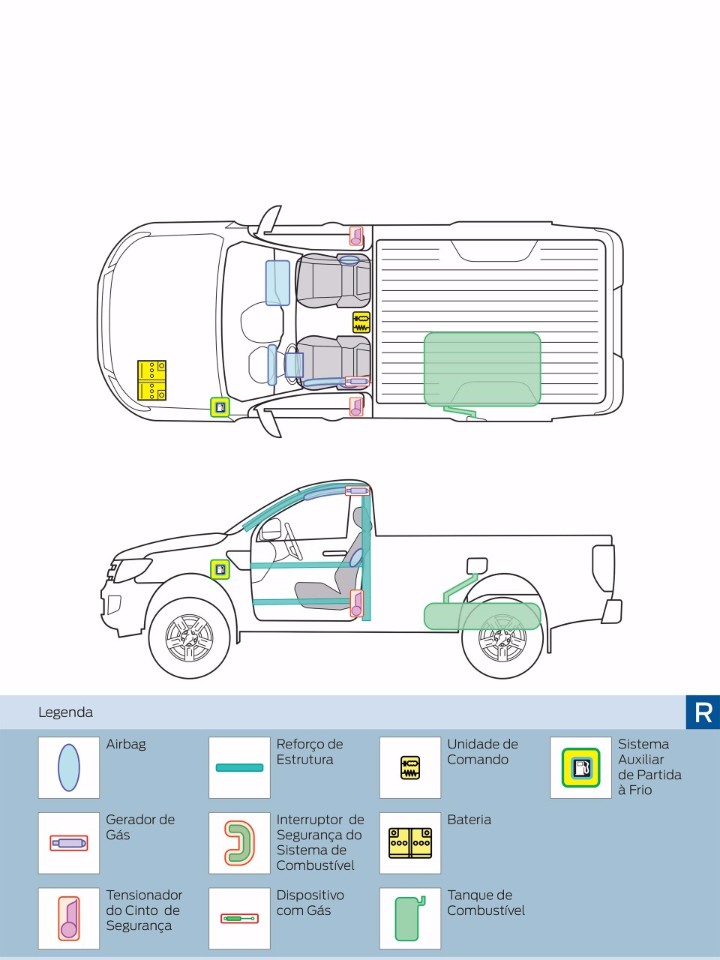 Legenda
R
Airbag
Reforço de
Estrutura
Unidade de
Comando
Sistema
Auxiliar
de Partida
à Frio
Gerador de
Gás
Interruptor de
Segurança do
Sistema de
Combustível
Bateria
Tensionador
do Cinto de
Segurança
Dispositivo
com Gás
Tanque de
Combustível